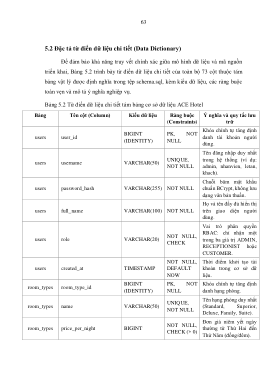 63
5.2 Đặc tả từ điển dữ liệu chi tiết (Data Dictionary)
Để đảm bảo khả năng truy vết chính xác giữa mô hình dữ liệu và mã nguồn
triển khai, Bảng 5.2 trình bày từ điển dữ liệu chi tiết của toàn bộ 73 cột thuộc tám
bảng vật lý được định nghĩa trong tệp schema.sql, kèm kiểu dữ liệu, các ràng buộc
toàn vẹn và mô tả ý nghĩa nghiệp vụ.
Bảng 5.2 Từ điển dữ liệu chi tiết tám bảng cơ sở dữ liệu ACE Hotel
Bảng Tên cột (Column) Kiểu dữ liệu Ràng buộc (Constraints) Ý nghĩa và quy tắc lưu trữ
users user_id BIGINT (IDENTITY) PK, NOT NULL Khóa chính tự tăng định danh tài khoản người dùng.
users username VARCHAR(50) UNIQUE, NOT NULL Tên đăng nhập duy nhất trong hệ thống (ví dụ: admin, nhanvien, letan, khach).
users password_hash VARCHAR(255) NOT NULL Chuỗi băm mật khẩu chuẩn BCrypt, không lưu dạng văn bản thuần.
users full_name VARCHAR(100) NOT NULL Họ và tên đầy đủ hiển thị trên giao diện người dùng.
users role VARCHAR(20) NOT NULL, CHECK Vai trò phân quyền RBAC: chỉ nhận một trong ba giá trị ADMIN, RECEPTIONIST hoặc CUSTOMER.
users created_at TIMESTAMP NOT NULL, DEFAULT NOW Thời điểm khởi tạo tài khoản trong cơ sở dữ liệu.
room_types room_type_id BIGINT (IDENTITY) PK, NOT NULL Khóa chính tự tăng định danh hạng phòng.
room_types name VARCHAR(50) UNIQUE, NOT NULL Tên hạng phòng duy nhất (Standard, Superior, Deluxe, Family, Suite).
room_types price_per_night BIGINT NOT NULL, CHECK (> 0) Đơn giá niêm yết ngày thường từ Thứ Hai đến Thứ Năm (đồng/đêm).